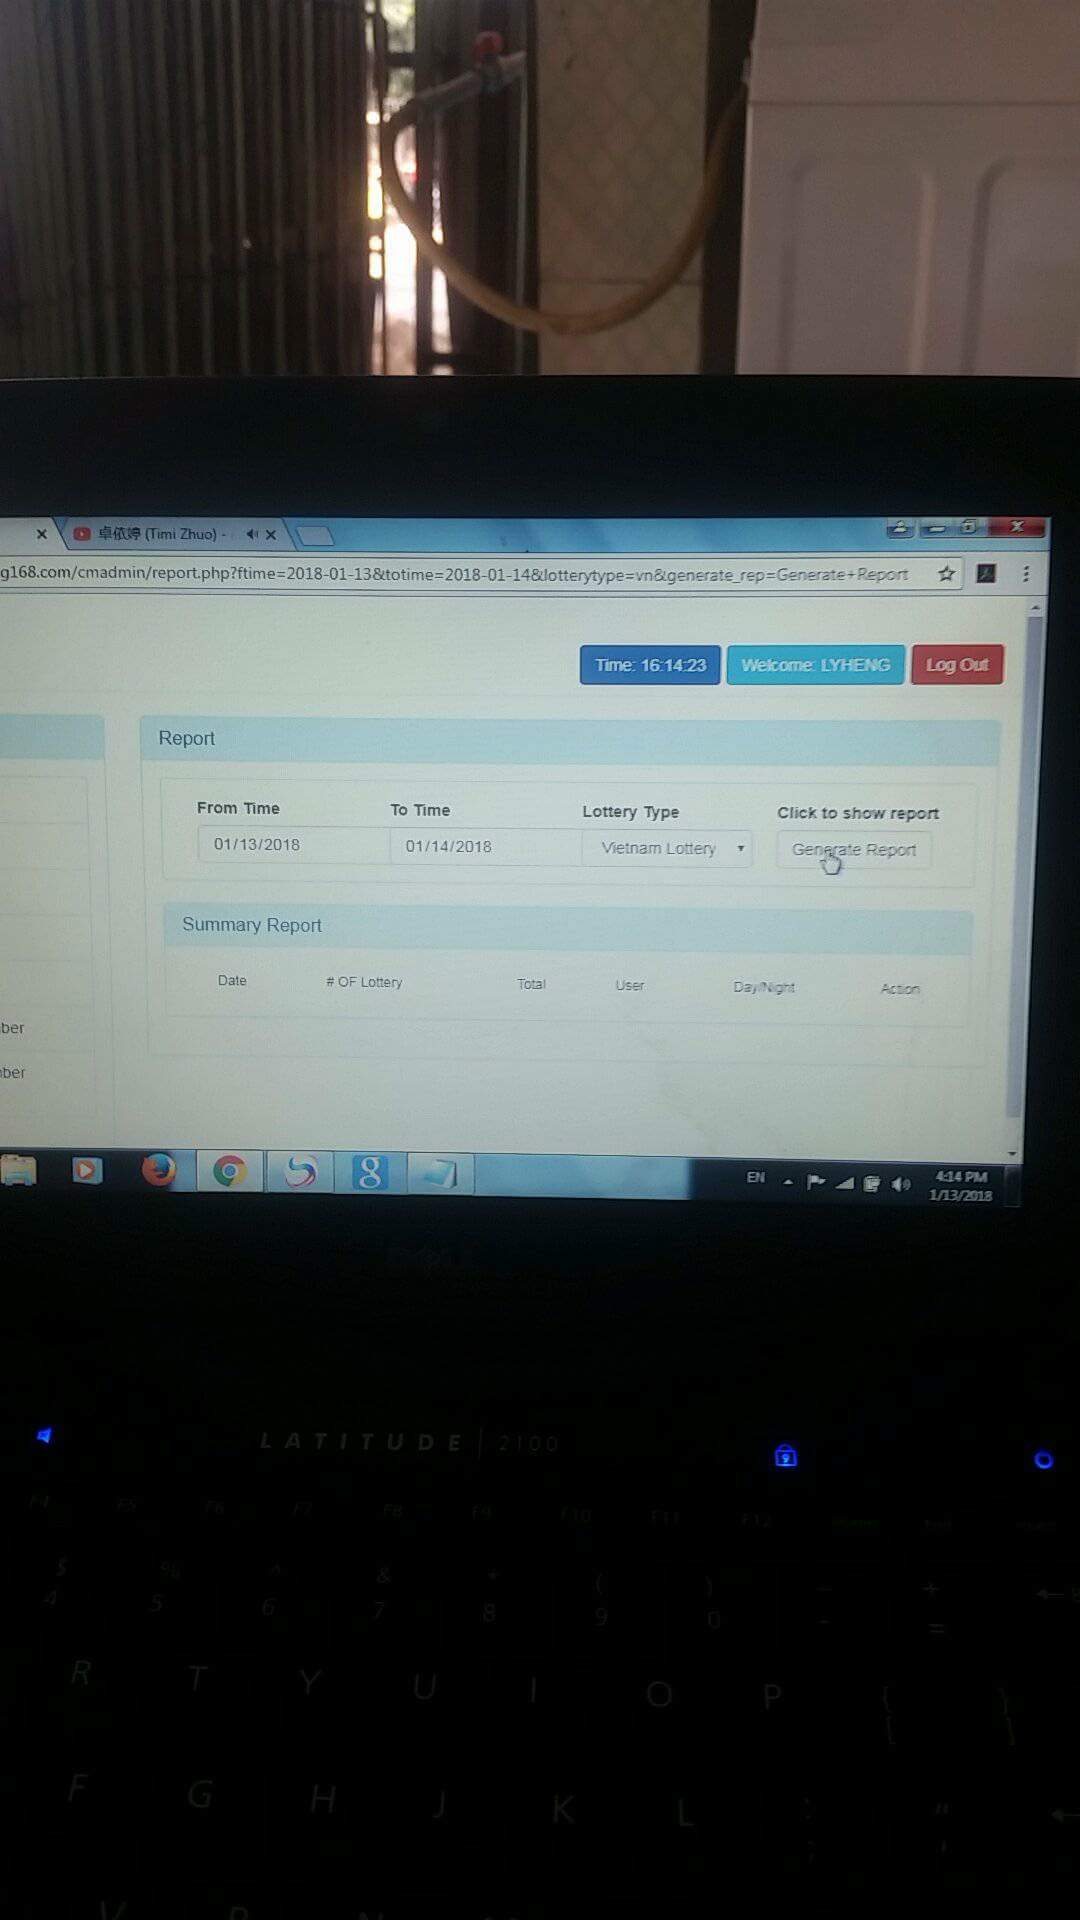 卓依婷 (Timi Zhuo) -
g168.com/cmadmin/report.php?ftime=2018-01-13&totime=2018-01-14&lotterytype=vn&generate_rep=Generate+Report
Time: 16:14:23 Welcome: LYHENG Log Out
Report
From Time To Time Lottery Type Click to show report
01/13/2018 01/14/2018 Vietnam Lottery Generate Report
Summary Report
Date # OF Lottery Total User Day/Night Action
ber
ber
EN 4:14 PM
1/13/2018
LATITUDE 2100
F4 F5 F6 F7 F8 F9 F10 F11 F12
$ % ^ & * ( ) - +
4 5 6 7 8 9 0 - =
R T Y U I O P { }
[ ]
F G H J K L : "
; '